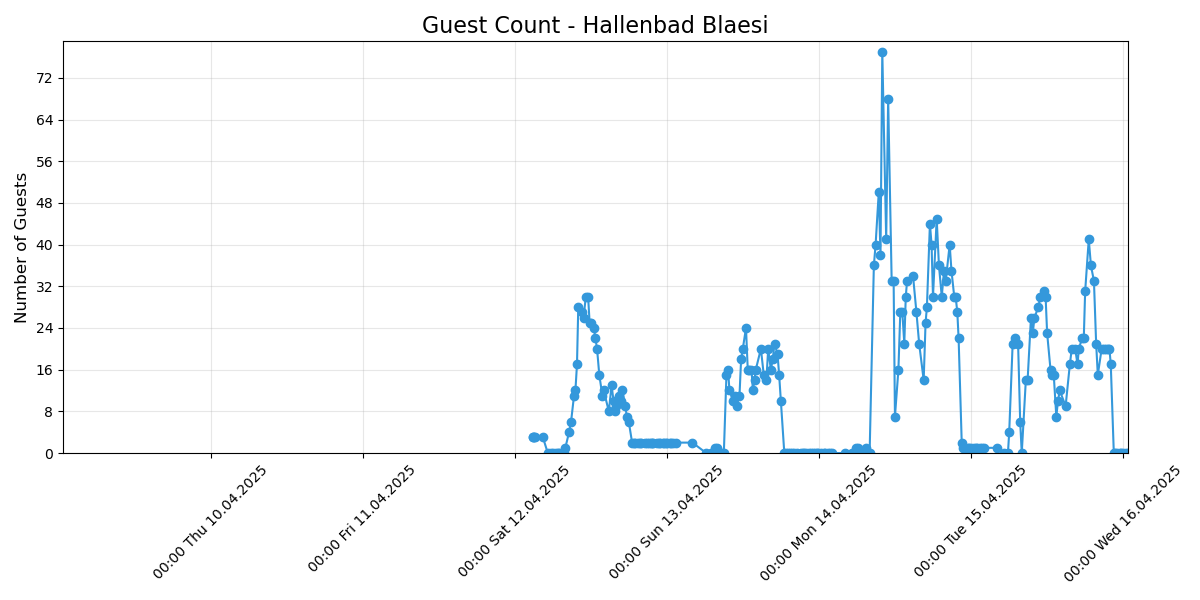 Guest Count - Hallenbad Blaesi
Number of Guests
72
64
56
48
40
32
24
16
8
0
00:00 Thu 10.04.2025
00:00 Fri 11.04.2025
00:00 Sat 12.04.2025
00:00 Sun 13.04.2025
00:00 Mon 14.04.2025
00:00 Tue 15.04.2025
00:00 Wed 16.04.2025